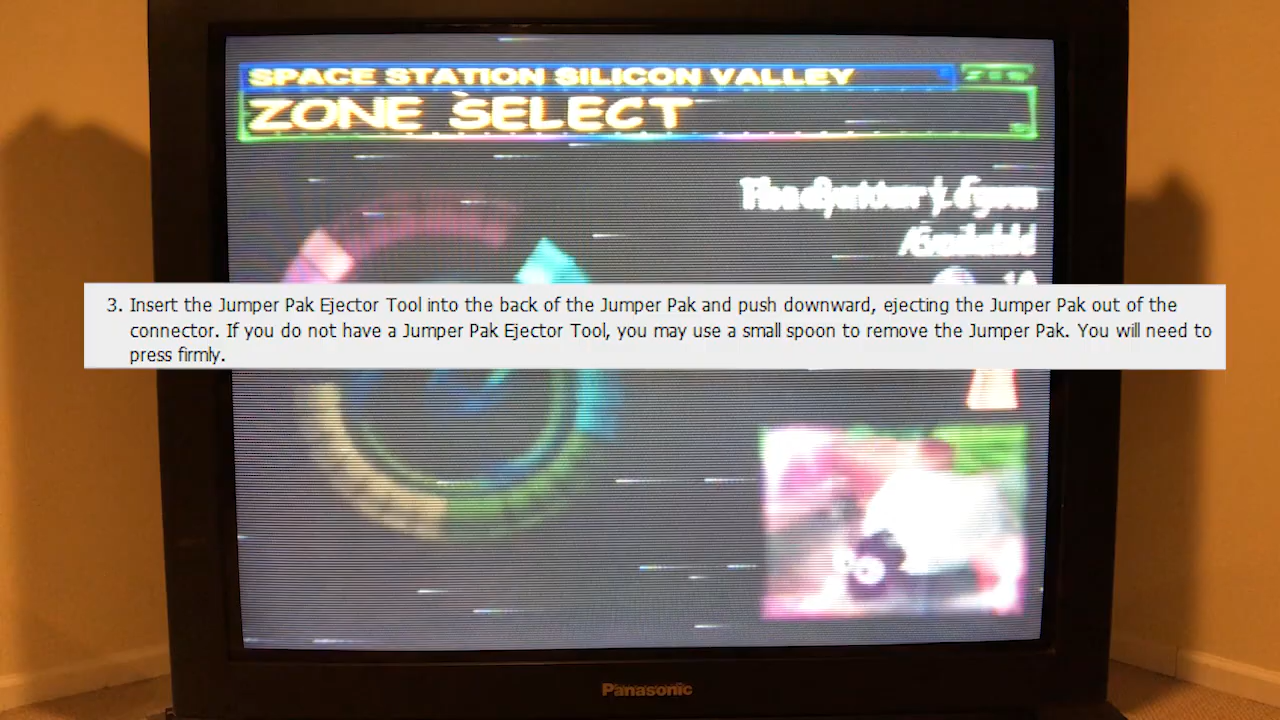 SPACE STATION SILICON VALLEY
ZONE SELECT
3. Insert the Jumper Pak Ejector Tool into the back of the Jumper Pak and push downward, ejecting the Jumper Pak out of the
connector. If you do not have a Jumper Pak Ejector Tool, you may use a small spoon to remove the Jumper Pak. You will need to
press firmly.
Panasonic